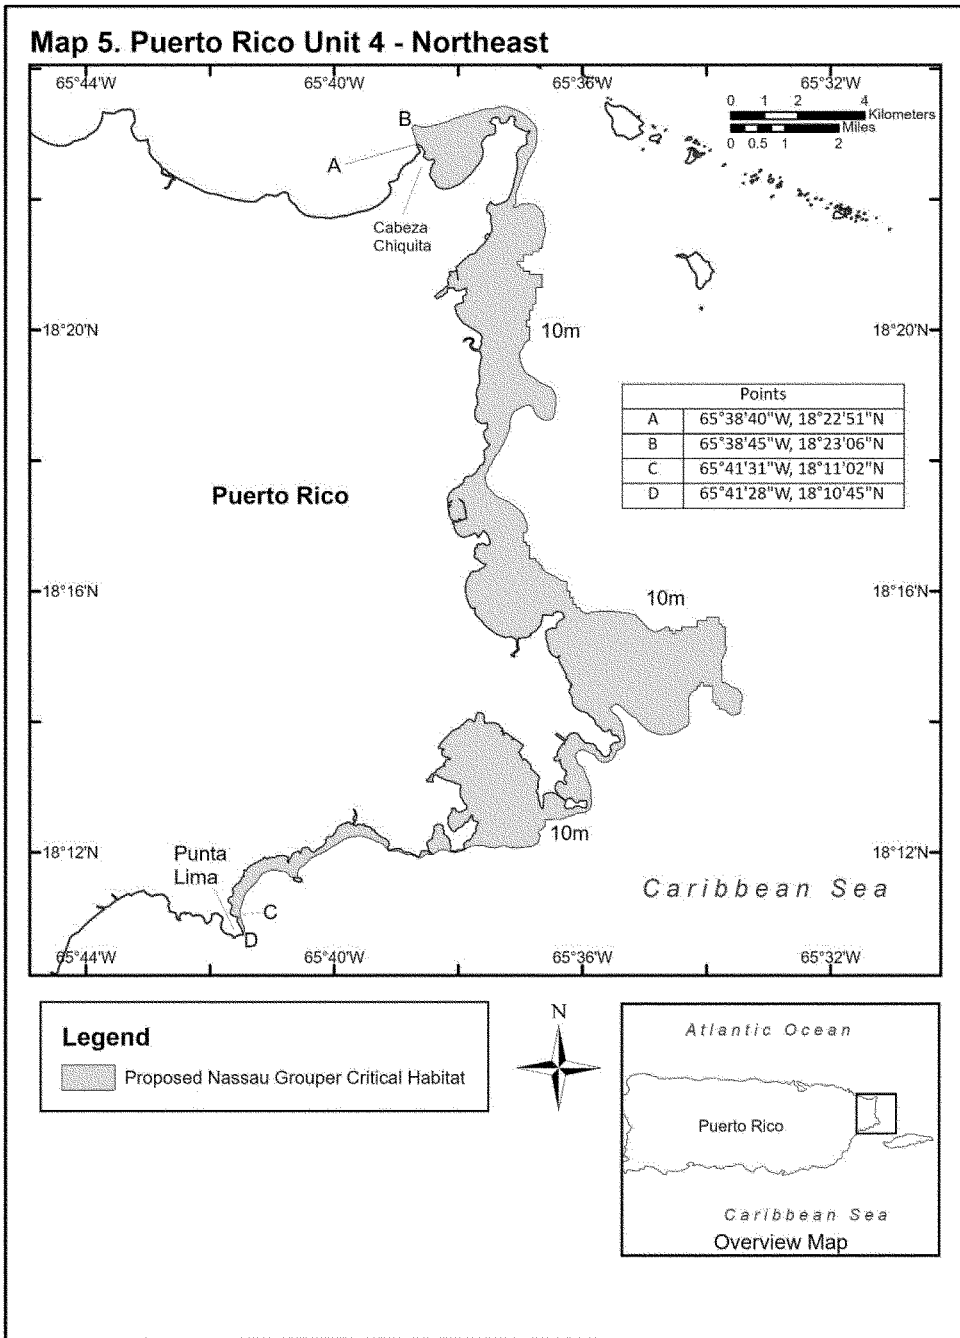 Map 5. Puerto Rico Unit 4 - Northeast
65°44'W 65°40'W 65°36'W 65°32'W
0 1 2 4
Kilometers
Miles
0 0.5 1 2
B
A
Cabeza
Chiquita
18°20'N 10m 18°20'N
Points
A 65°38'40"W, 18°22'51"N
B 65°38'45"W, 18°23'06"N
C 65°41'31"W, 18°11'02"N
D 65°41'28"W, 18°10'45"N
Puerto Rico
18°16'N 10m 18°16'N
10m
18°12'N 18°12'N
Punta
Lima
Caribbean Sea
C
D
65°44'W 65°40'W 65°36'W 65°32'W
Legend
Proposed Nassau Grouper Critical Habitat
N
Atlantic Ocean
Puerto Rico
Caribbean Sea
Overview Map